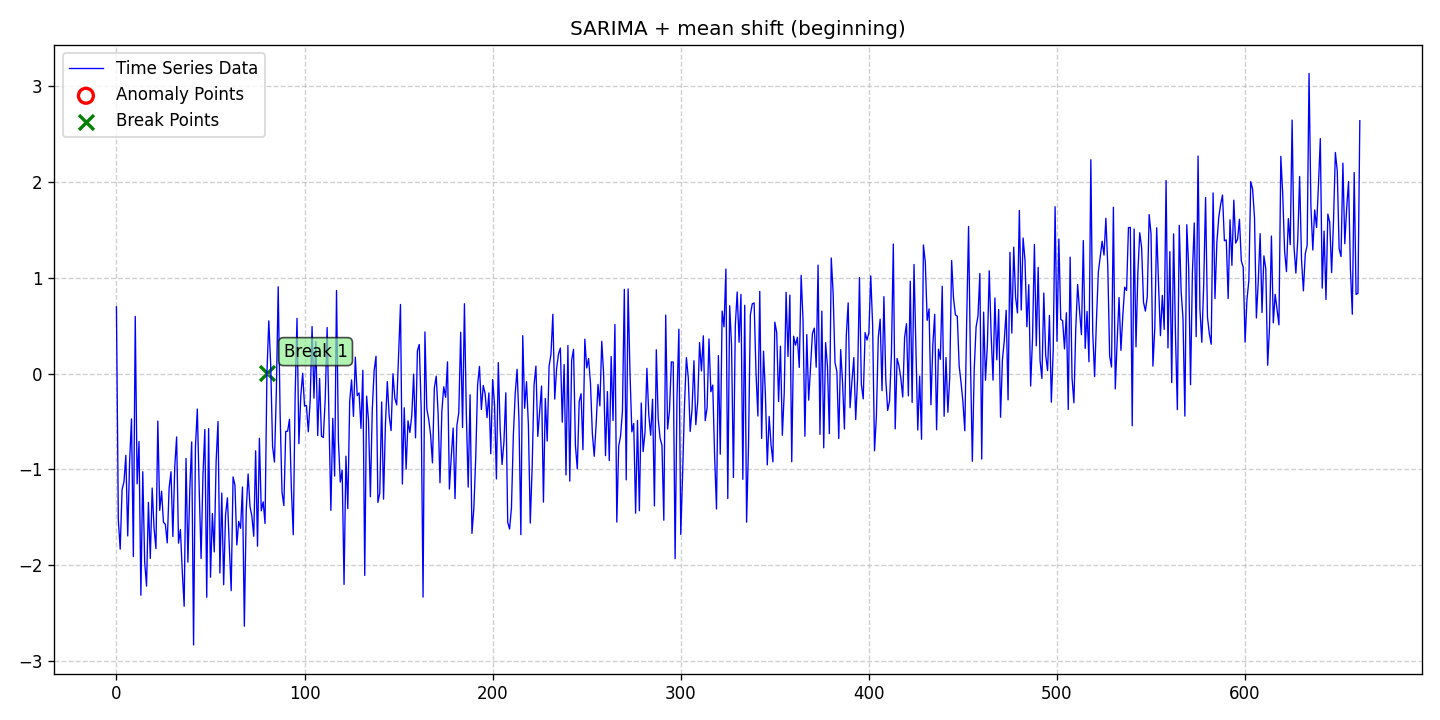 SARIMA + mean shift (beginning)
Time Series Data
Anomaly Points
Break Points
Break 1
3
2
1
0
−1
−2
−3
0
100
200
300
400
500
600